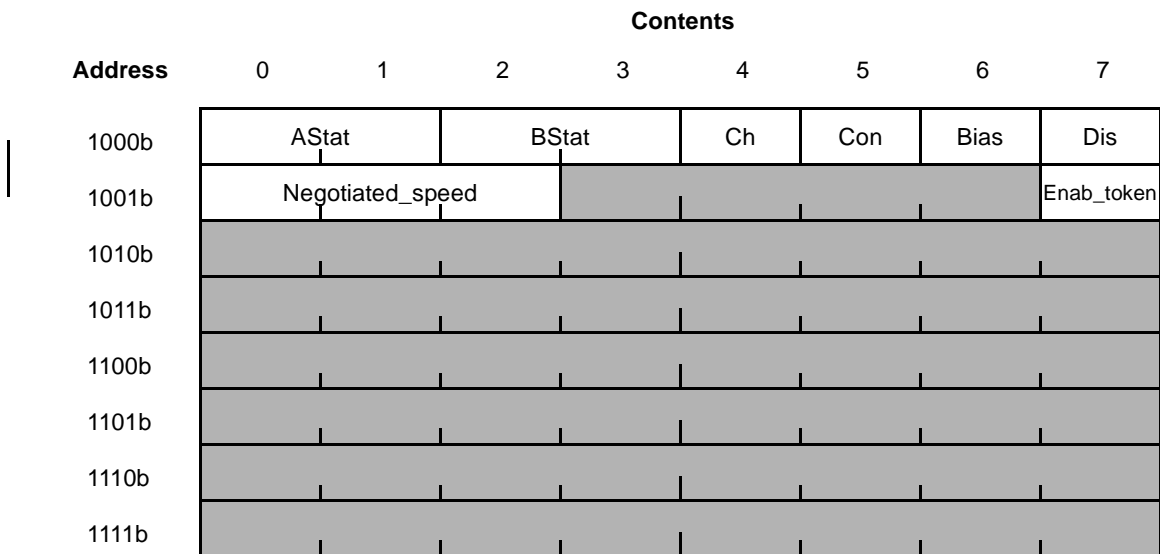 Contents
Address 0 1 2 3 4 5 6 7
1000b AStat BStat Ch Con Bias Dis
1001b Negotiated_speed Enab_token
1010b
1011b
1100b
1101b
1110b
1111b